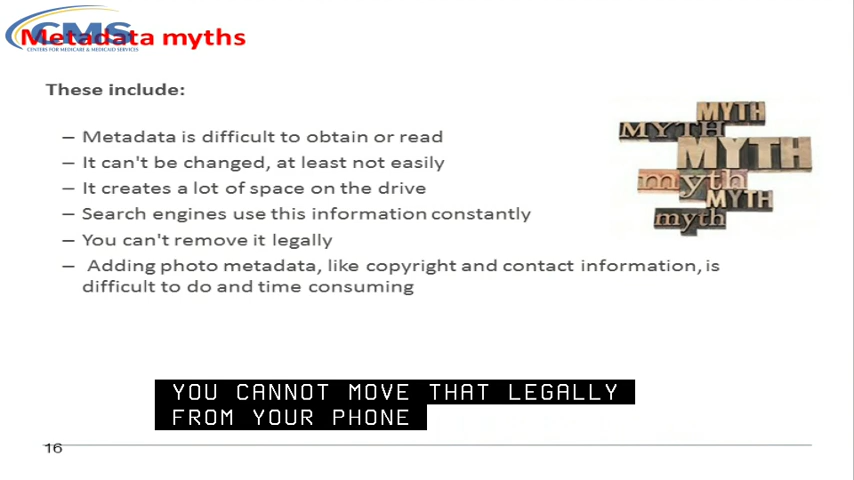 CMS
CENTERS FOR MEDICARE & MEDICAID SERVICES
Metadata myths
These include:
– Metadata is difficult to obtain or read
– It can't be changed, at least not easily
– It creates a lot of space on the drive
– Search engines use this information constantly
– You can't remove it legally
– Adding photo metadata, like copyright and contact information, is
difficult to do and time consuming
MYTH
MYTH
MYTH
myth
MYTH
myth
YOU CANNOT MOVE THAT LEGALLY
FROM YOUR PHONE
16